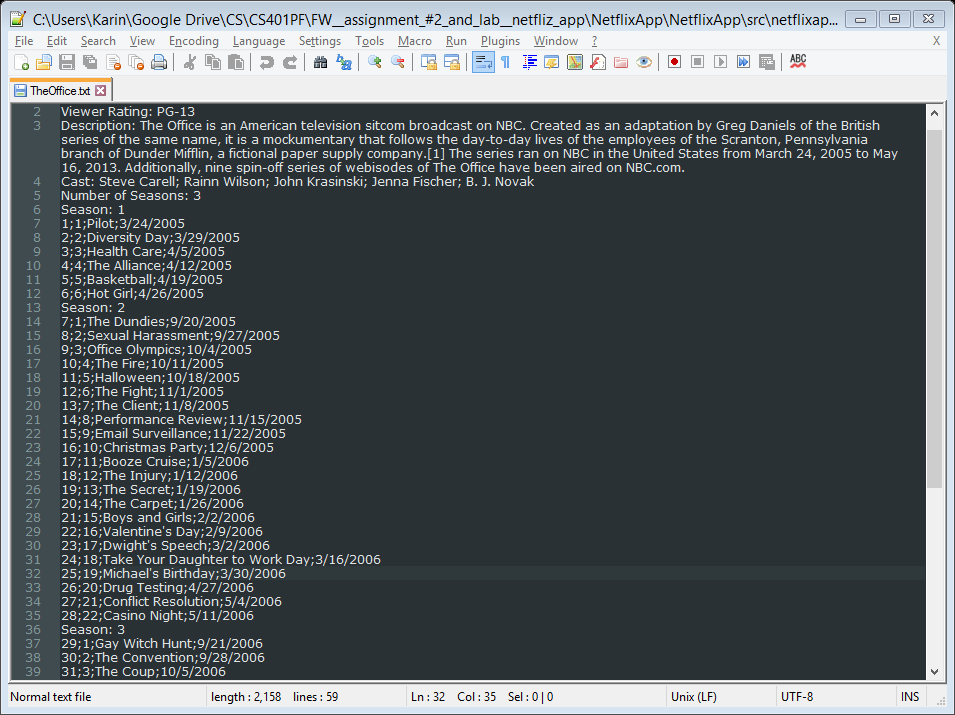 C:\Users\Karin\Google Drive\CS\CS401PF\FW__assignment_#2_and_lab__netfliz_app\NetflixApp\NetflixApp\src\netflixap...
File Edit Search View Encoding Language Settings Tools Macro Run Plugins Window ? X
ABC
TheOffice.txt
2 Viewer Rating: PG-13
3 Description: The Office is an American television sitcom broadcast on NBC. Created as an adaptation by Greg Daniels of the British
series of the same name, it is a mockumentary that follows the day-to-day lives of the employees of the Scranton, Pennsylvania
branch of Dunder Mifflin, a fictional paper supply company.[1] The series ran on NBC in the United States from March 24, 2005 to May
16, 2013. Additionally, nine spin-off series of webisodes of The Office have been aired on NBC.com.
4 Cast: Steve Carell; Rainn Wilson; John Krasinski; Jenna Fischer; B. J. Novak
5 Number of Seasons: 3
6 Season: 1
7 1;1;Pilot;3/24/2005
8 2;2;Diversity Day;3/29/2005
9 3;3;Health Care;4/5/2005
10 4;4;The Alliance;4/12/2005
11 5;5;Basketball;4/19/2005
12 6;6;Hot Girl;4/26/2005
13 Season: 2
14 7;1;The Dundies;9/20/2005
15 8;2;Sexual Harassment;9/27/2005
16 9;3;Office Olympics;10/4/2005
17 10;4;The Fire;10/11/2005
18 11;5;Halloween;10/18/2005
19 12;6;The Fight;11/1/2005
20 13;7;The Client;11/8/2005
21 14;8;Performance Review;11/15/2005
22 15;9;Email Surveillance;11/22/2005
23 16;10;Christmas Party;12/6/2005
24 17;11;Booze Cruise;1/5/2006
25 18;12;The Injury;1/12/2006
26 19;13;The Secret;1/19/2006
27 20;14;The Carpet;1/26/2006
28 21;15;Boys and Girls;2/2/2006
29 22;16;Valentine's Day;2/9/2006
30 23;17;Dwight's Speech;3/2/2006
31 24;18;Take Your Daughter to Work Day;3/16/2006
32 25;19;Michael's Birthday;3/30/2006
33 26;20;Drug Testing;4/27/2006
34 27;21;Conflict Resolution;5/4/2006
35 28;22;Casino Night;5/11/2006
36 Season: 3
37 29;1;Gay Witch Hunt;9/21/2006
38 30;2;The Convention;9/28/2006
39 31;3;The Coup;10/5/2006
Normal text file length : 2,158 lines : 59 Ln : 32 Col : 35 Sel : 0 | 0 Unix (LF) UTF-8 INS